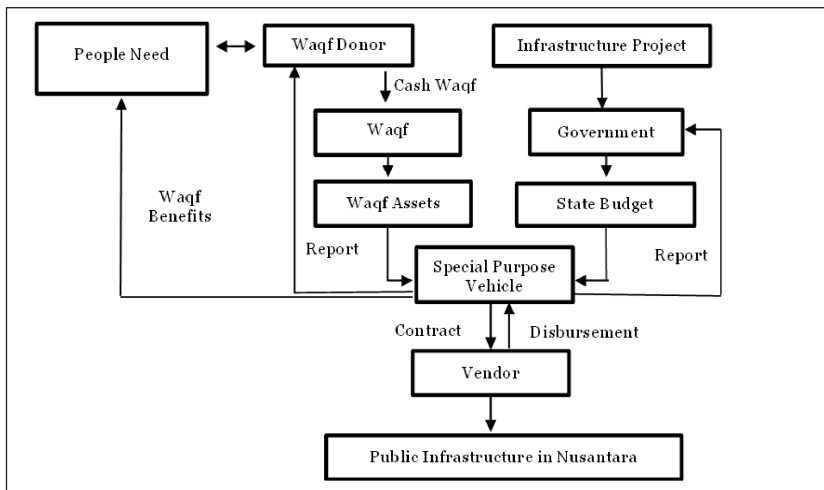 People Need
Waqf Donor
Infrastructure Project
Cash Waqf
Waqf
Government
Waqf
Benefits
Waqf Assets
State Budget
Report
Special Purpose
Vehicle
Report
Contract
Disbursement
Vendor
Public Infrastructure in Nusantara